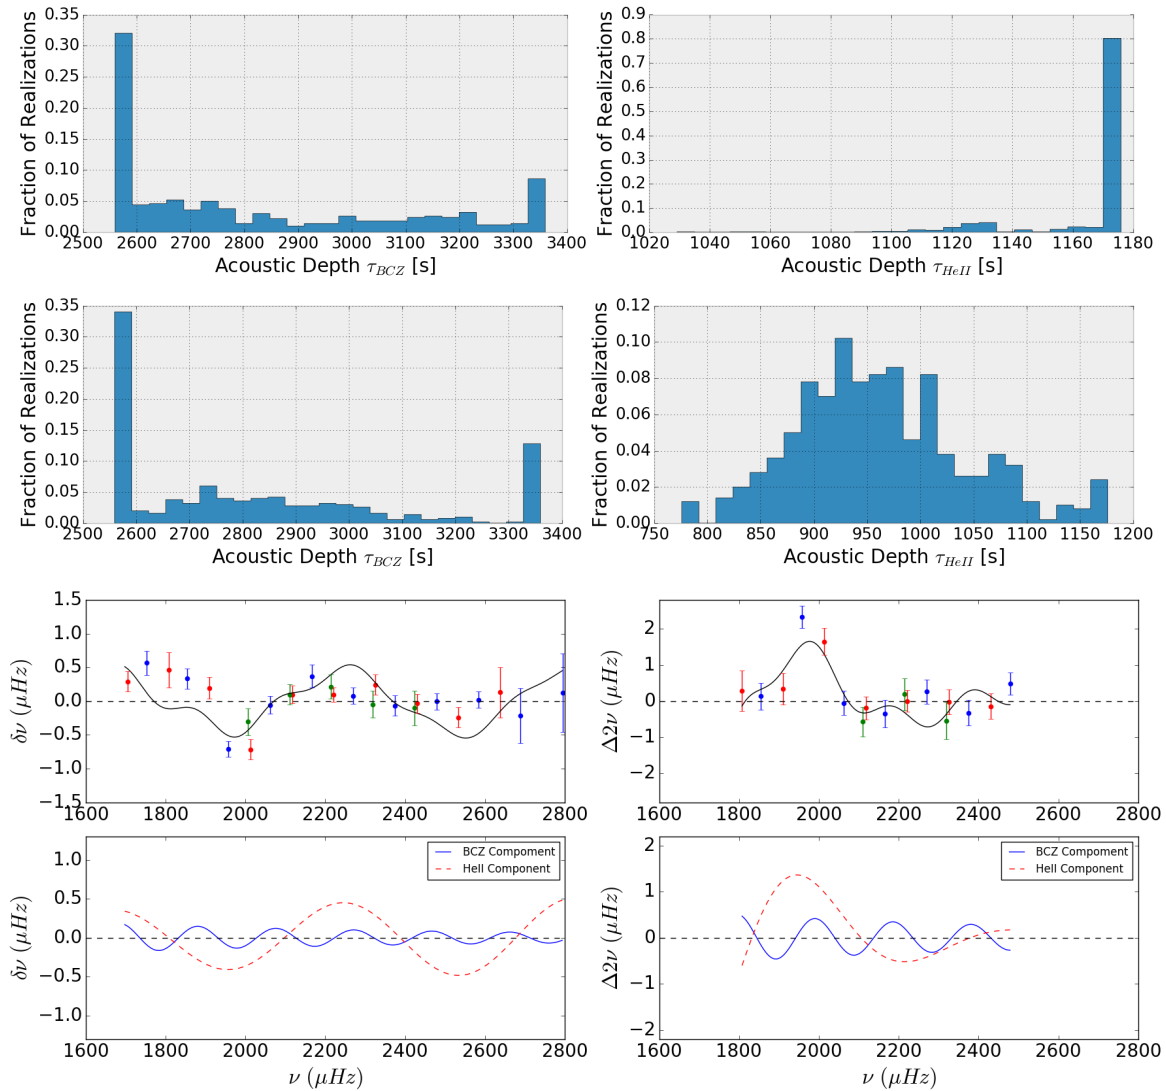 Fraction of Realizations
0.35
0.30
0.25
0.20
0.15
0.10
0.05
0.00
2500 2600 2700 2800 2900 3000 3100 3200 3300 3400
Acoustic Depth τBCZ [s]
Fraction of Realizations
0.9
0.8
0.7
0.6
0.5
0.4
0.3
0.2
0.1
0.0
1020 1040 1060 1080 1100 1120 1140 1160 1180
Acoustic Depth τHeII [s]
Fraction of Realizations
0.35
0.30
0.25
0.20
0.15
0.10
0.05
0.00
2500 2600 2700 2800 2900 3000 3100 3200 3300 3400
Acoustic Depth τBCZ [s]
Fraction of Realizations
0.12
0.10
0.08
0.06
0.04
0.02
0.00
750 800 850 900 950 1000 1050 1100 1150 1200
Acoustic Depth τHeII [s]
δν (μHz)
1.5
1.0
0.5
0.0
−0.5
−1.0
−1.5
1600 1800 2000 2200 2400 2600 2800
Δ2ν (μHz)
2
1
0
−1
−2
1600 1800 2000 2200 2400 2600 2800
δν (μHz)
1.0
0.5
0.0
−0.5
−1.0
BCZ Component
HeII Component
1600 1800 2000 2200 2400 2600 2800
ν (μHz)
Δ2ν (μHz)
2
1
0
−1
−2
BCZ Component
HeII Component
1600 1800 2000 2200 2400 2600 2800
ν (μHz)